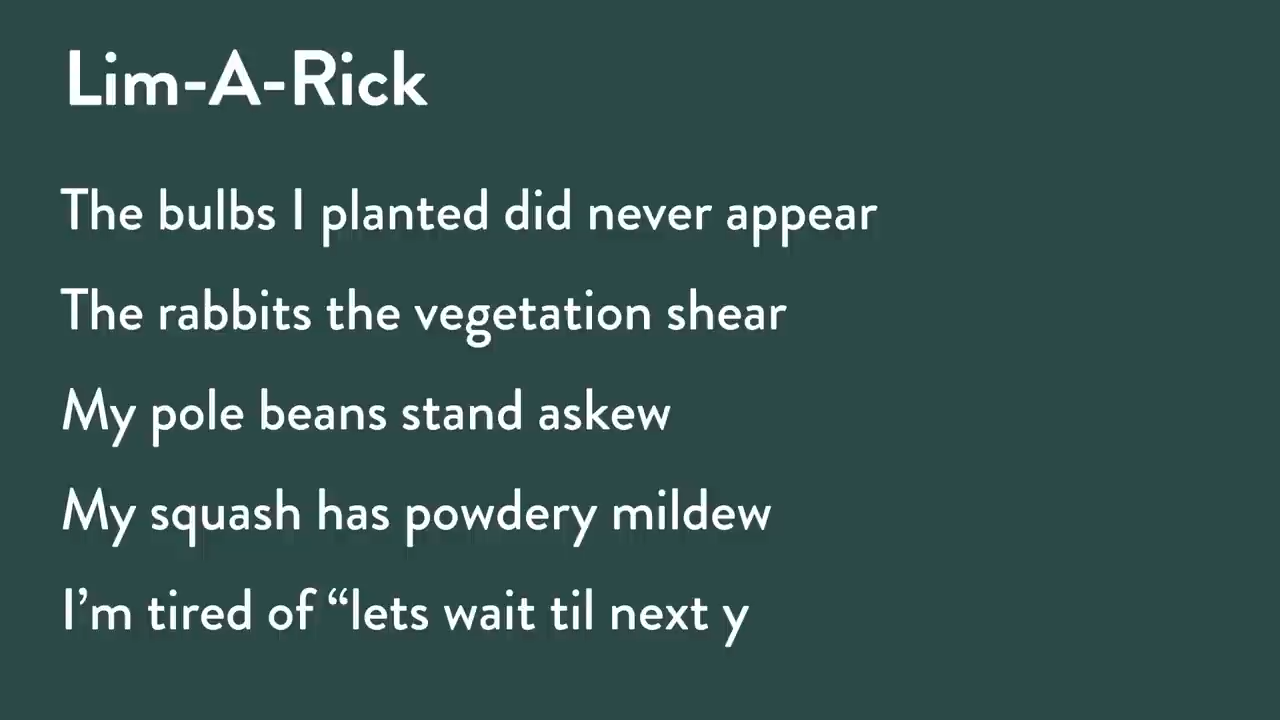 Lim-A-Rick
The bulbs I planted did never appear
The rabbits the vegetation shear
My pole beans stand askew
My squash has powdery mildew
I’m tired of “lets wait til next y